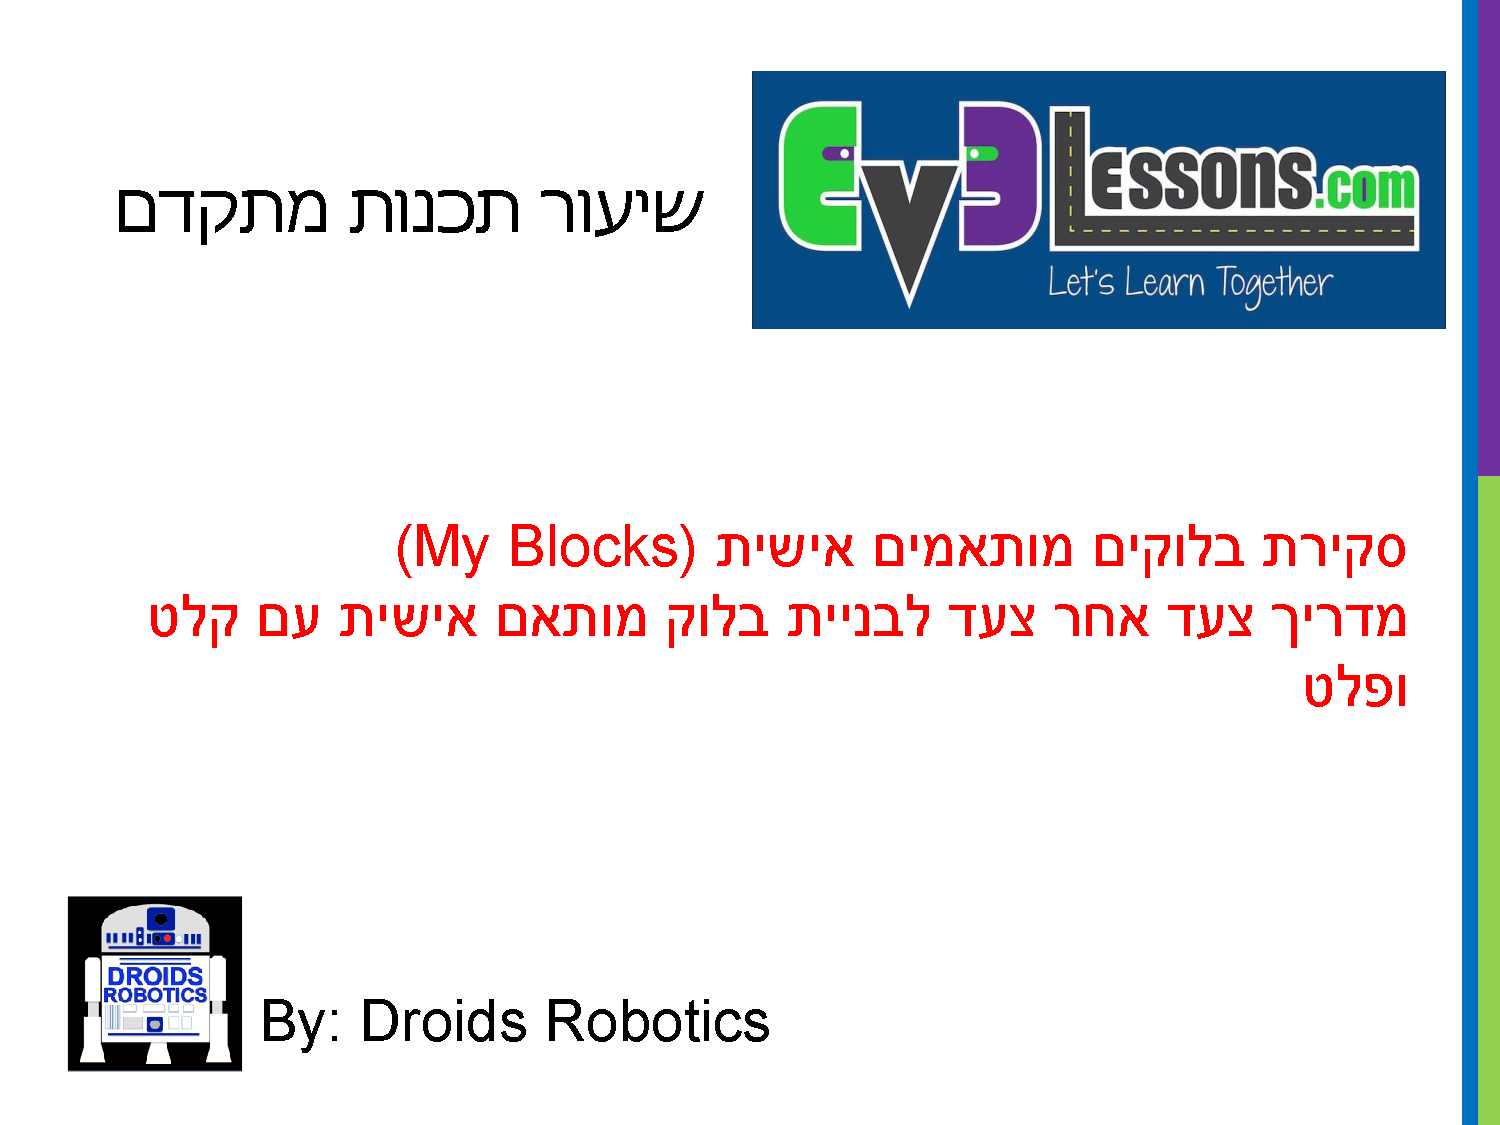 שיעור תכנות מתקדם
Ev3Lessons.com
Let's Learn Together
סקירת בלוקים מותאמים אישית (My Blocks)
מדריך צעד אחר צעד לבניית בלוק מותאם אישית עם קלט
ופלט
DROIDS
ROBOTICS
By: Droids Robotics